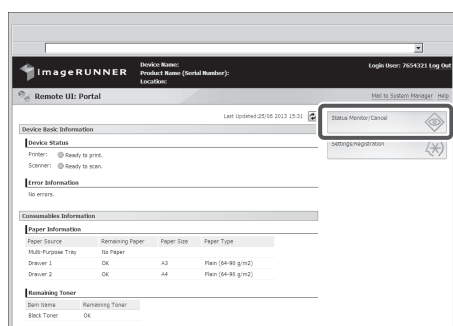 imageRUNNER
Device Name:
Product Name (Serial Number):
Location:
Login User: 7654321 Log Out
Remote UI: Portal
Mail to System Manager Help
Last Updated:25/06 2013 15:31
Device Basic Information
Device Status
Printer: Ready to print.
Scanner: Ready to scan.
Error Information
No errors.
Consumables Information
Paper Information
Paper Source Remaining Paper Paper Size Paper Type
Multi-Purpose Tray No Paper
Drawer 1 OK A3 Plain (64-90 g/m2)
Drawer 2 OK A4 Plain (64-90 g/m2)
Remaining Toner
Item Name Remaining Toner
Black Toner OK
Status Monitor/Cancel
Settings/Registration